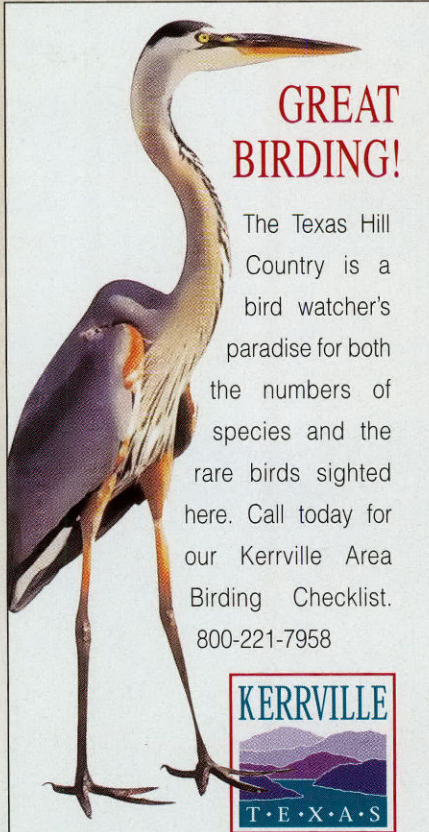 GREAT
BIRDING!
The Texas Hill
Country is a
bird watcher's
paradise for both
the numbers of
species and the
rare birds sighted
here. Call today for
our Kerrville Area
Birding Checklist.
800-221-7958
KERRVILLE
T•E•X•A•S